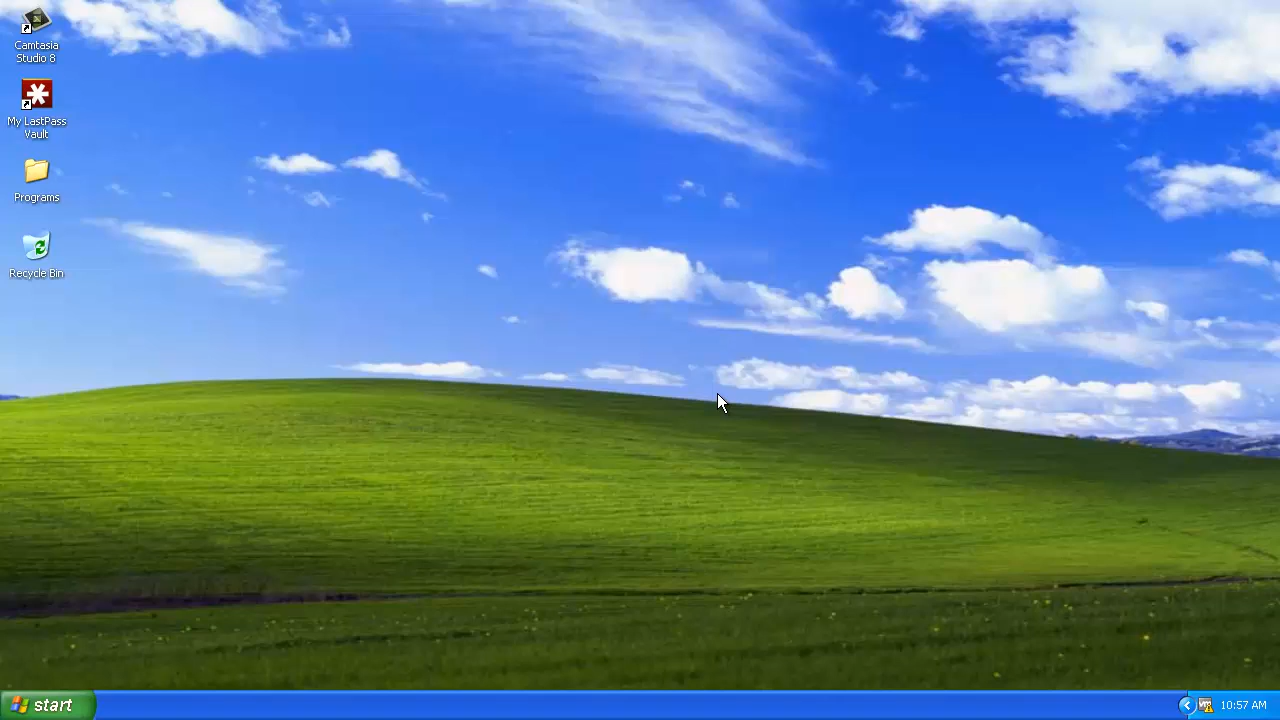 Camtasia
Studio 8
My LastPass
Vault
Programs
Recycle Bin
start
10:57 AM